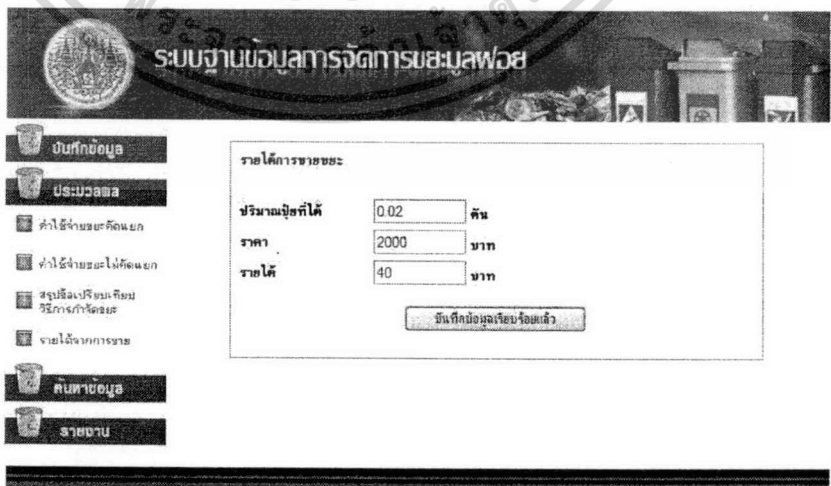 ระบบฐานข้อมูลการจัดการขยะมูลฝอย
บันทึกข้อมูล
ประมวลผล
ค่าใช้จ่ายขยะคัดแยก
ค่าใช้จ่ายขยะไม่คัดแยก
สรุปข้อเปรียบเทียบ
วิธีการกำจัดขยะ
รายได้จากการขาย
ค้นหาข้อมูล
รายงาน
รายได้การขายขยะ
ปริมาณปุ๋ยที่ได้ 0.02 ตัน
ราคา 2000 บาท
รายได้ 40 บาท
บันทึกข้อมูลเรียบร้อยแล้ว